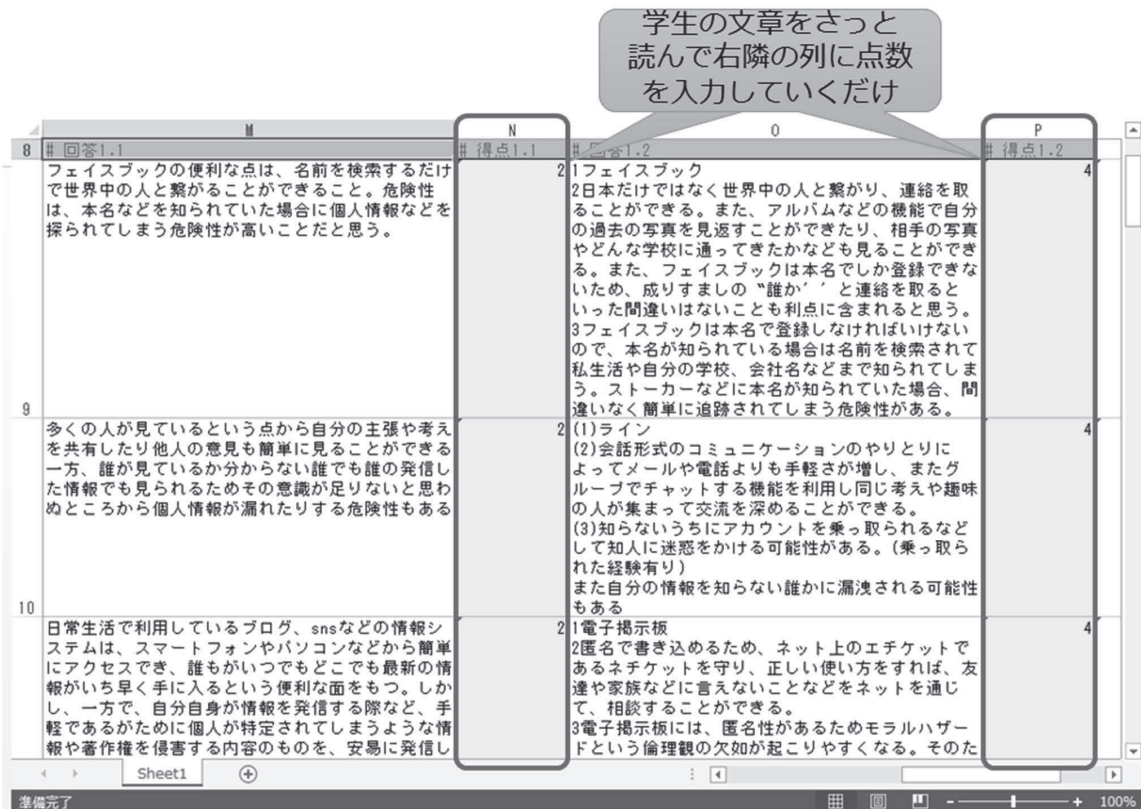 学生の文章をさっと
読んで右隣の列に点数
を入力していくだけ
M N O P
8 # 回答1.1 # 得点1.1 # 回答1.2 # 得点1.2
フェイスブックの便利な点は、名前を検索するだけ
で世界中の人と繋がることができること。危険性
は、本名などを知られていた場合に個人情報などを
探られてしまう危険性が高いことだと思う。
2
1フェイスブック
2日本だけではなく世界中の人と繋がり、連絡を取
ることができる。また、アルバムなどの機能で自分
の過去の写真を見返すことができたり、相手の写真
やどんな学校に通ってきたかなども見ることができ
る。また、フェイスブックは本名でしか登録できな
いため、成りすましの〝誰か′′と連絡を取ると
いった間違いはないことも利点に含まれると思う。
3フェイスブックは本名で登録しなければいけない
ので、本名が知られている場合は名前を検索されて
私生活や自分の学校、会社名などまで知られてしま
う。ストーカーなどに本名が知られていた場合、間
違いなく簡単に追跡されてしまう危険性がある。
4
9
多くの人が見ているという点から自分の主張や考え
を共有したり他人の意見も簡単に見ることができる
一方、誰が見ているか分からない誰でも誰の発信し
た情報でも見られるためその意識が足りないと思わ
ぬところから個人情報が漏れたりする危険性もある
2
(1)ライン
(2)会話形式のコミュニケーションのやりとりに
よってメールや電話よりも手軽さが増し、またグ
ループでチャットする機能を利用し同じ考えや趣味
の人が集まって交流を深めることができる。
(3)知らないうちにアカウントを乗っ取られるなど
して知人に迷惑をかける可能性がある。(乗っ取ら
れた経験有り)
また自分の情報を知らない誰かに漏洩される可能性
もある
4
10
日常生活で利用しているブログ、snsなどの情報シ
ステムは、スマートフォンやパソコンなどから簡単
にアクセスでき、誰もがいつでもどこでも最新の情
報がいち早く手に入るという便利な面をもつ。しか
し、一方で、自分自身が情報を発信する際など、手
軽であるがために個人が特定されてしまうような情
報や著作権を侵害する内容のものを、安易に発信し
2
1電子掲示板
2匿名で書き込めるため、ネット上のエチケットで
あるネチケットを守り、正しい使い方をすれば、友
達や家族などに言えないことなどをネットを通じ
て、相談することができる。
3電子掲示板には、匿名性があるためモラルハザー
ドという倫理観の欠如が起こりやすくなる。そのた
4
Sheet1
準備完了 100%